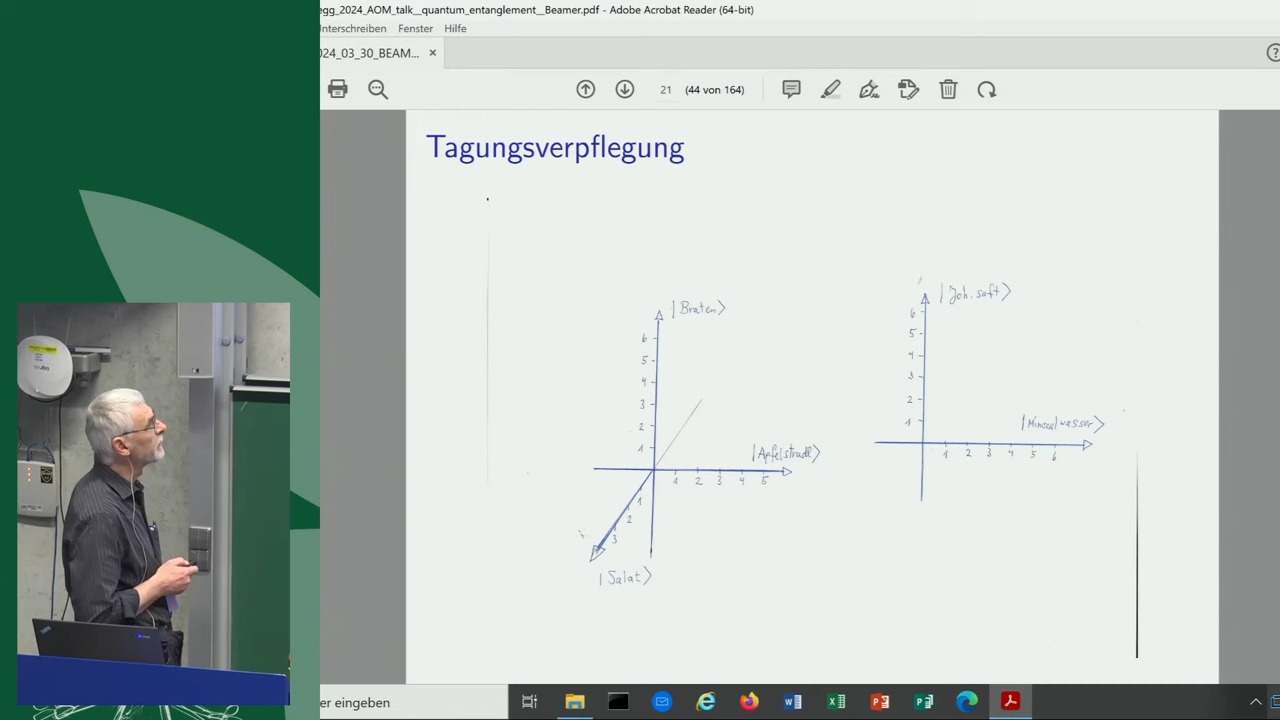 egg_2024_AOM_talk__quantum_entanglement__Beamer.pdf - Adobe Acrobat Reader (64-bit)
nterschreiben Fenster Hilfe
024_03_30_BEAM... ×
21 (44 von 164)
Tagungsverpflegung
|Braten⟩
6
5
4
3
2
1
|Apfelstrudl⟩
1 2 3 4 5
1
2
3
|Salat⟩
|Joh.saft⟩
6
5
4
3
2
1
|Mineralwasser⟩
1 2 3 4 5 6
er eingeben